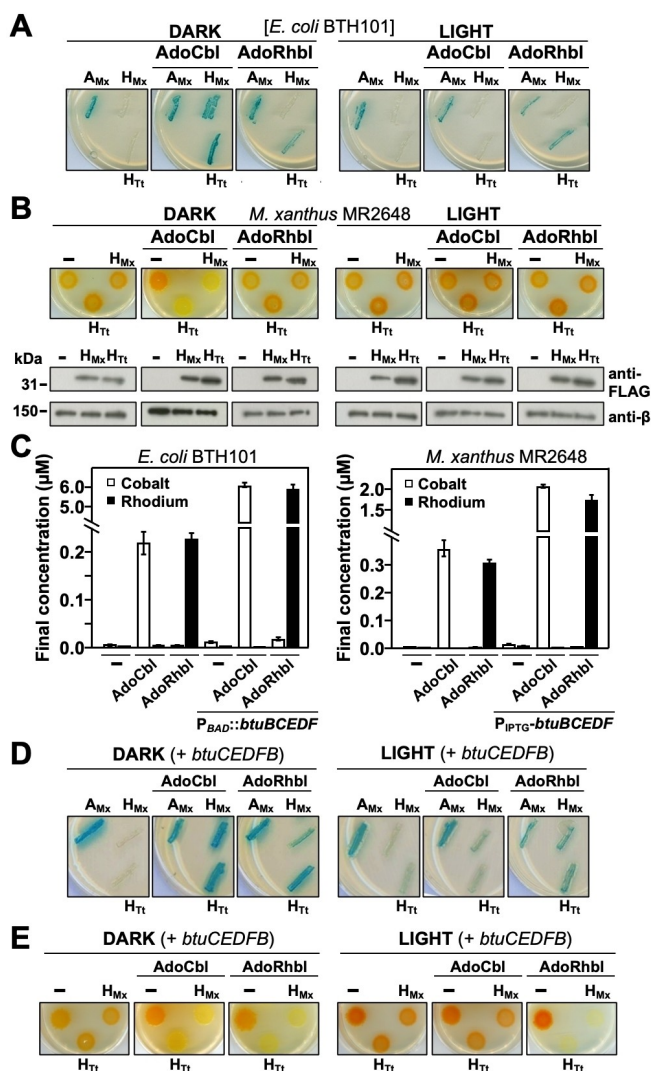 A
DARK [E. coli BTH101] LIGHT
AdoCbl AdoRhbl AdoCbl AdoRhbl
AMx HMx AMx HMx AMx HMx AMx HMx AMx HMx AMx HMx
HTt HTt HTt HTt HTt HTt
B
DARK M. xanthus MR2648 LIGHT
AdoCbl AdoRhbl AdoCbl AdoRhbl
– HMx – HMx – HMx – HMx – HMx – HMx
HTt HTt HTt HTt HTt HTt
kDa – HMx HTt – HMx HTt – HMx HTt – HMx HTt – HMx HTt – HMx HTt
31 anti-FLAG
150 anti-β
C
E. coli BTH101 M. xanthus MR2648
Final concentration (µM)
6.0
5.0
0.2
0.1
0.0
Cobalt
Rhodium
– AdoCbl AdoRhbl – AdoCbl AdoRhbl
PBAD::btuBCEDF
Final concentration (µM)
2.0
1.5
0.3
0.2
0.1
0.0
Cobalt
Rhodium
– AdoCbl AdoRhbl – AdoCbl AdoRhbl
PIPTG-btuBCEDF
D
DARK (+ btuCEDFB) LIGHT (+ btuCEDFB)
AdoCbl AdoRhbl AdoCbl AdoRhbl
AMx HMx AMx HMx AMx HMx AMx HMx AMx HMx AMx HMx
HTt HTt HTt HTt HTt HTt
E
DARK (+ btuCEDFB) LIGHT (+ btuCEDFB)
AdoCbl AdoRhbl AdoCbl AdoRhbl
– HMx – HMx – HMx – HMx – HMx – HMx
HTt HTt HTt HTt HTt HTt